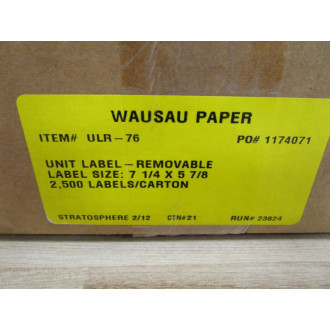 WAUSAU PAPER
ITEM# ULR-76 PO# 1174071
UNIT LABEL-REMOVABLE
LABEL SIZE: 7 1/4 X 5 7/8
2,500 LABELS/CARTON
STRATOSPHERE 2/12 CTN#21 RUN# 23624